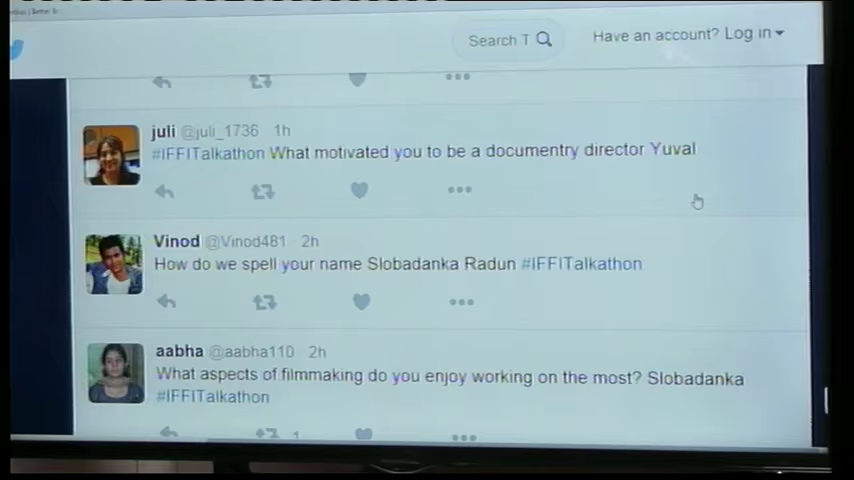 Search T
Have an account? Log in
juli @juli_1736 1h
#IFFITalkathon What motivated you to be a documentry director Yuval
Vinod @Vinod481 · 2h
How do we spell your name Slobadanka Radun #IFFITalkathon
aabha @aabha110 2h
What aspects of filmmaking do you enjoy working on the most? Slobadanka
#IFFITalkathon
1